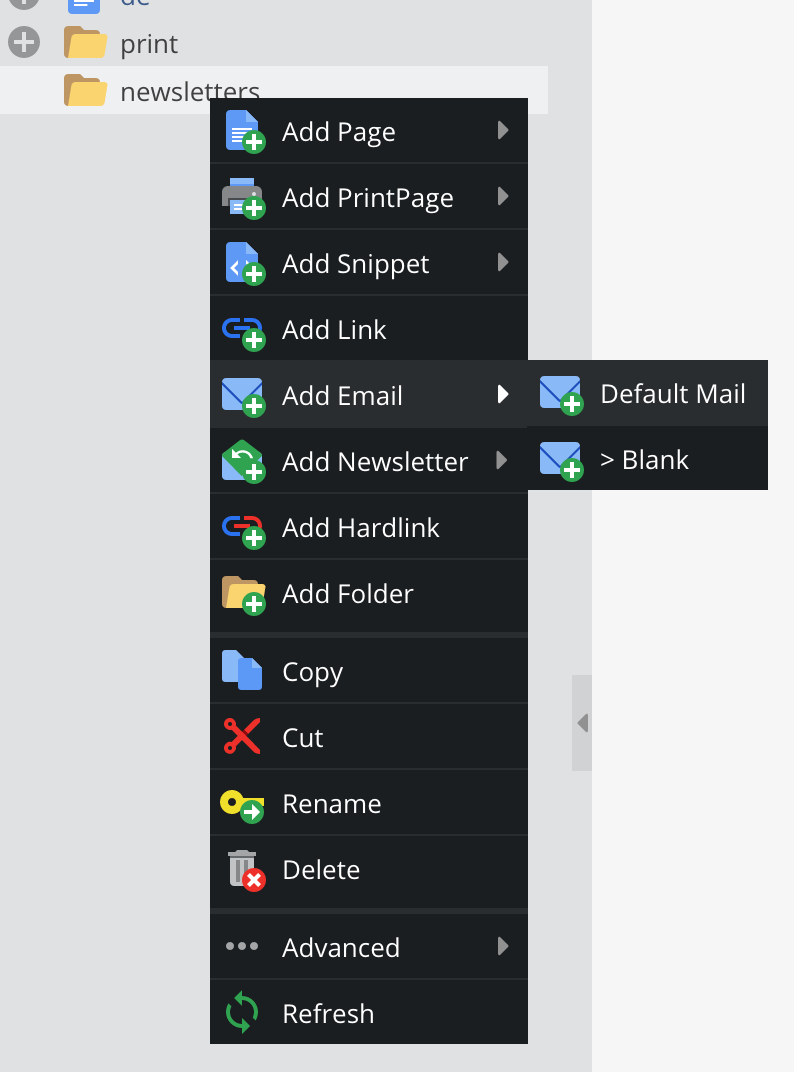 de
print
newsletters
Add Page
Add PrintPage
Add Snippet
Add Link
Add Email
Default Mail
> Blank
Add Newsletter
Add Hardlink
Add Folder
Copy
Cut
Rename
Delete
Advanced
Refresh